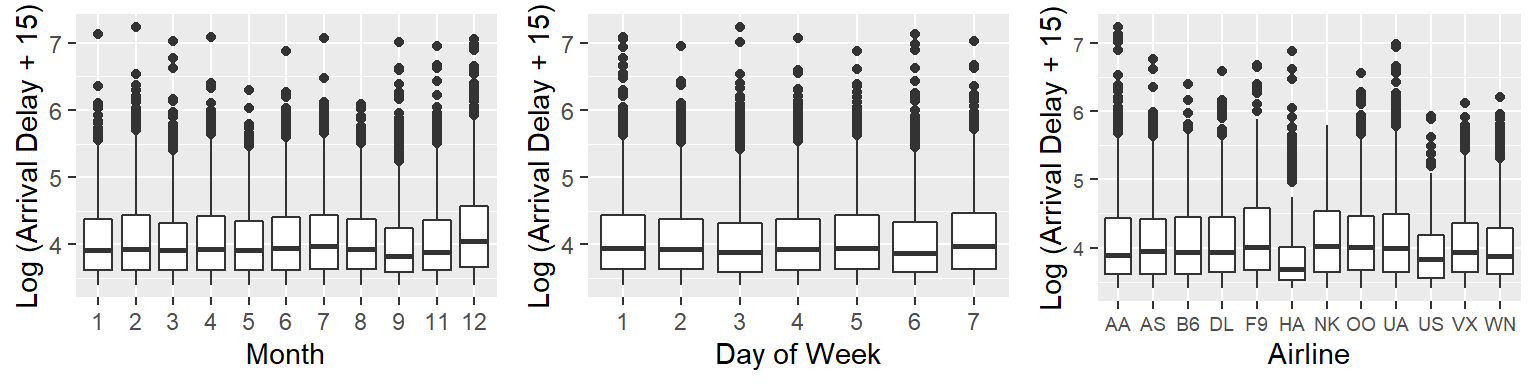 Log (Arrival Delay + 15)
7
6
5
4
1 2 3 4 5 6 7 8 9 11 12
Month
Log (Arrival Delay + 15)
7
6
5
4
1 2 3 4 5 6 7
Day of Week
Log (Arrival Delay + 15)
7
6
5
4
AA AS B6 DL F9 HA NK OO UA US VX WN
Airline